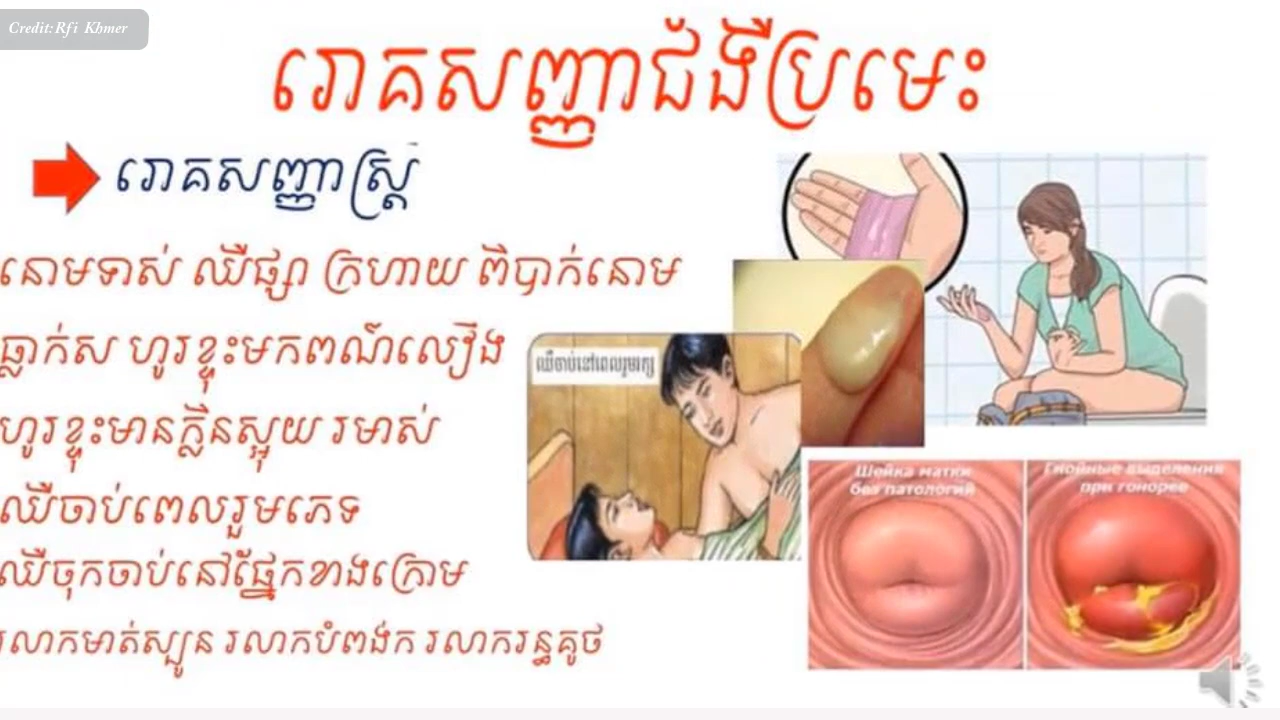 Credit:Rfi Khmer
រោគសញ្ញាជំងឺប្រមេះ
រោគសញ្ញាស្ត្រី
នោមទាស់ ឈឺផ្សា ក្រហាយ ពិបាក់នោម
ធ្លាក់ស ហូរខ្ទុះមកពណ៍លឿង
ហូរខ្ទុះមានក្លិនស្អុយ រមាស់
ឈឺចាប់ពេលរួមភេទ
ឈឺចុកចាប់នៅផ្នែកខាងក្រោម
រលាកមាត់ស្បូន រលាកបំពង់ក រលាករន្ធគូថ
ឈឺចាប់នៅពេលរួមរក្ស
Шейка матки
без патологий
Гнойные выделения
при гонорее